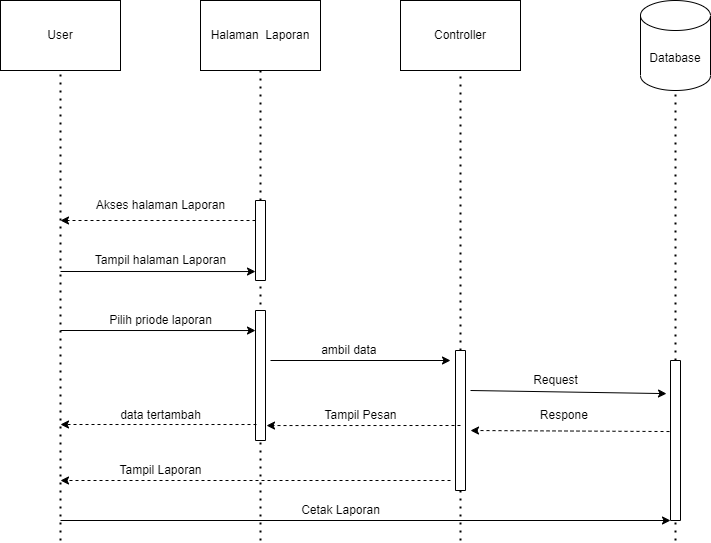 User
Halaman Laporan
Controller
Database
Akses halaman Laporan
Tampil halaman Laporan
Pilih priode laporan
ambil data
Request
data tertambah
Tampil Pesan
Respone
Tampil Laporan
Cetak Laporan